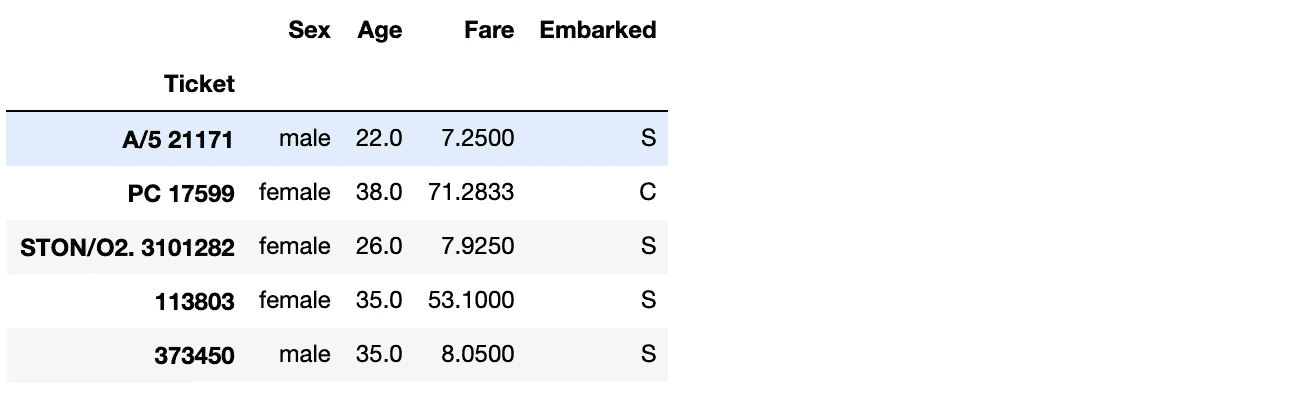 Sex Age Fare Embarked
Ticket
A/5 21171 male 22.0 7.2500 S
PC 17599 female 38.0 71.2833 C
STON/O2. 3101282 female 26.0 7.9250 S
113803 female 35.0 53.1000 S
373450 male 35.0 8.0500 S